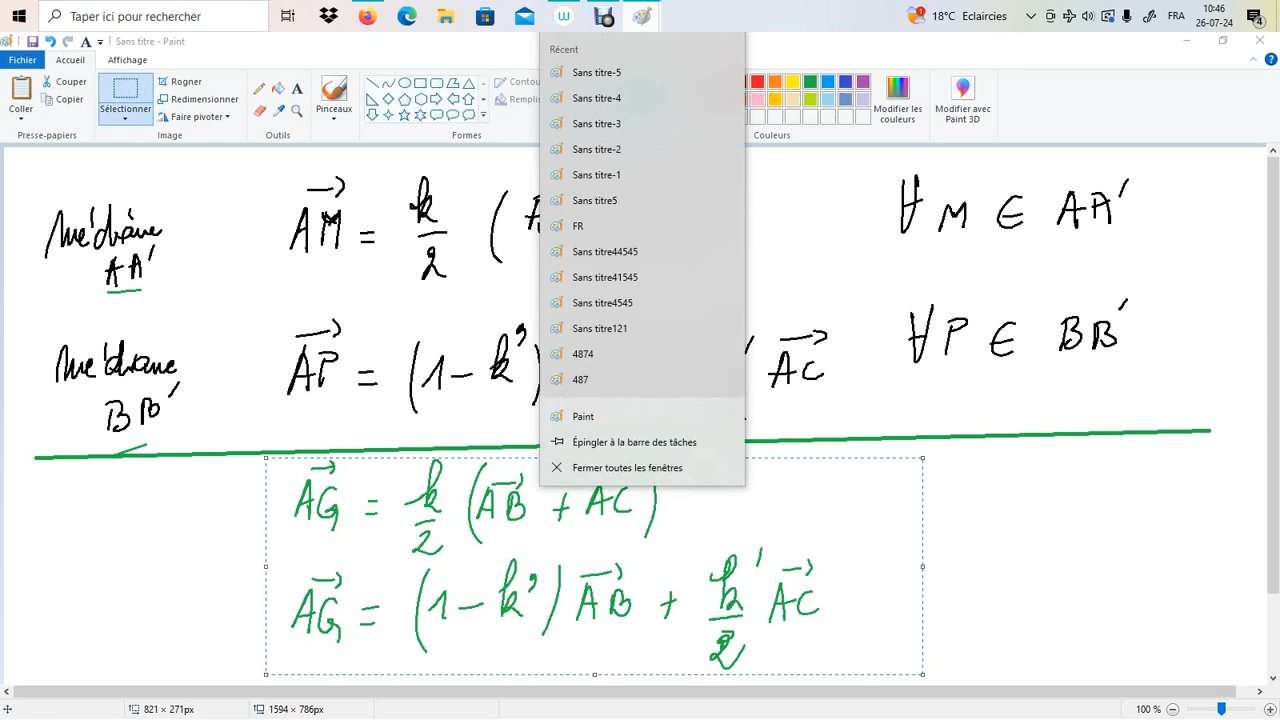 Taper ici pour rechercher
18°C Eclaircies
FRA
10:46
26-07-24
4
Sans titre - Paint
Fichier
Accueil
Affichage
Coller
Couper
Copier
Presse-papiers
Sélectionner
Rogner
Redimensionner
Faire pivoter
Image
A
Outils
Pinceaux
Formes
Couleurs
Modifier les couleurs
Modifier avec Paint 3D
Récent
Sans titre-5
Sans titre-4
Sans titre-3
Sans titre-2
Sans titre-1
Sans titre5
FR
Sans titre44545
Sans titre41545
Sans titre4545
Sans titre121
4874
487
Paint
Épingler à la barre des tâches
Fermer toutes les fenêtres
médiane AA'
AM⃗ = k/2 (
∀ M ∈ AA'
médiane BB'
AP⃗ = (1 - k')
AC⃗
∀ P ∈ BB'
AG⃗ = k/2 (AB⃗ + AC⃗)
AG⃗ = (1 - k') AB⃗ + k'/2 AC⃗
821 × 271px
1594 × 786px
100 %